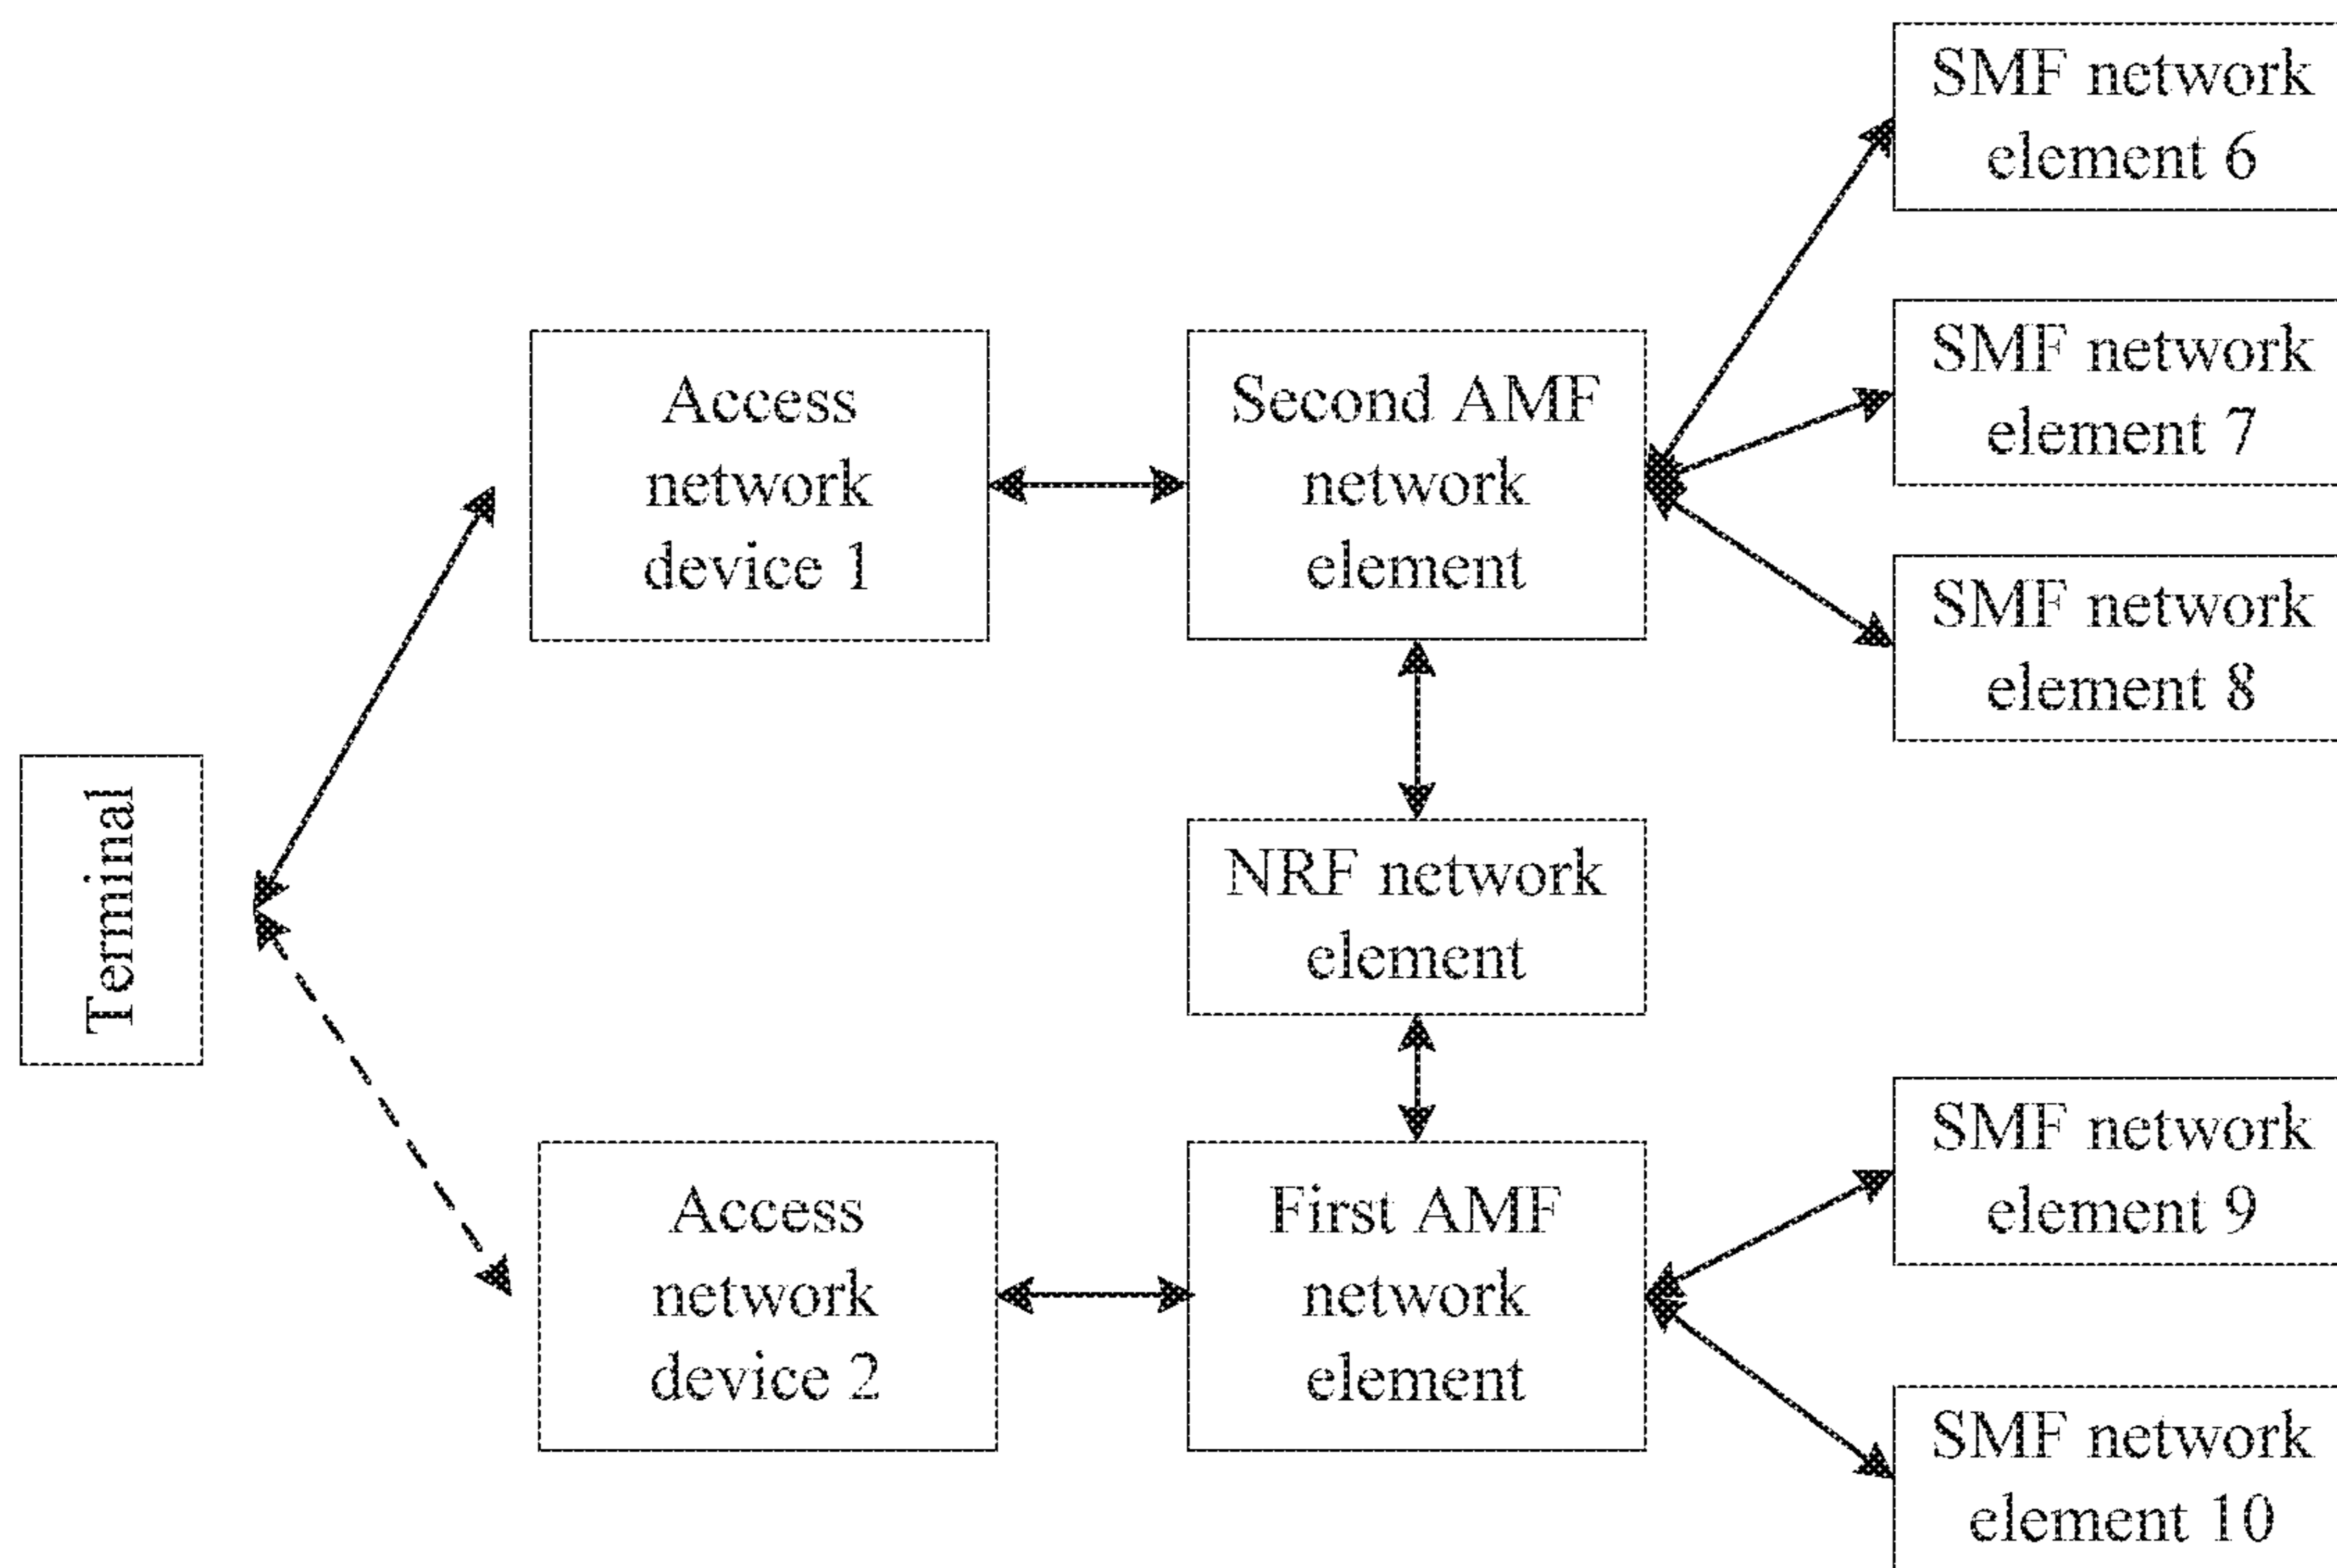 SMF network
element 6
Access
network
device 1
Second AMF
network
element
SMF network
element 7
SMF network
element 8
Terminal
NRF network
element
Access
network
device 2
First AMF
network
element
SMF network
element 9
SMF network
element 10